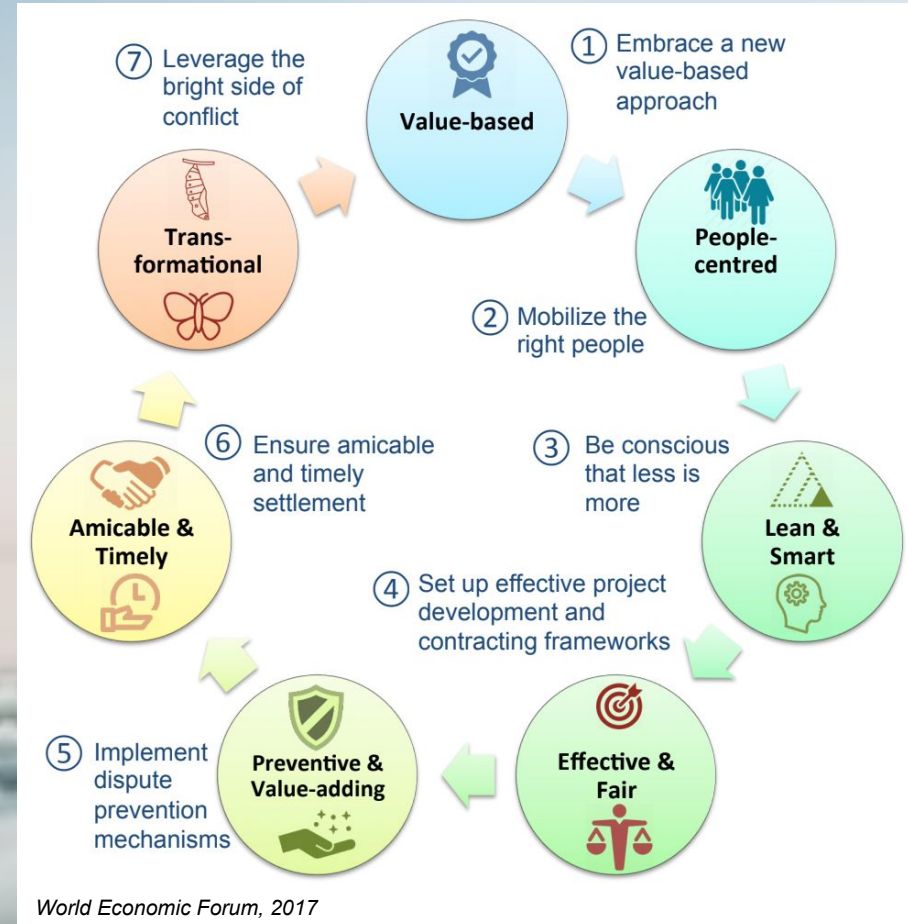 ① Embrace a new
value-based
approach
Value-based
② Mobilize the
right people
People-
centred
③ Be conscious
that less is
more
Lean &
Smart
④ Set up effective project
development and
contracting frameworks
Effective &
Fair
⑤ Implement
dispute
prevention
mechanisms
Preventive &
Value-adding
⑥ Ensure amicable
and timely
settlement
Amicable &
Timely
⑦ Leverage the
bright side of
conflict
Trans-
formational
World Economic Forum, 2017